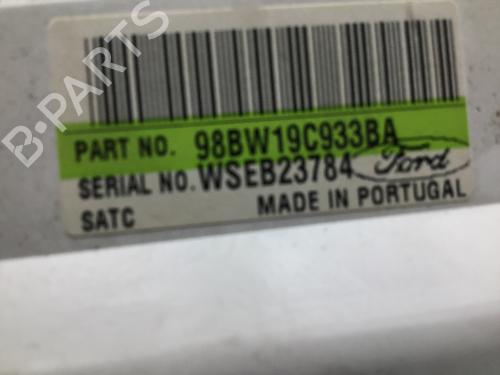 B-PARTS
PART NO. 98BW19C933BA
SERIAL NO. WSEB23784 Ford
SATC MADE IN PORTUGAL